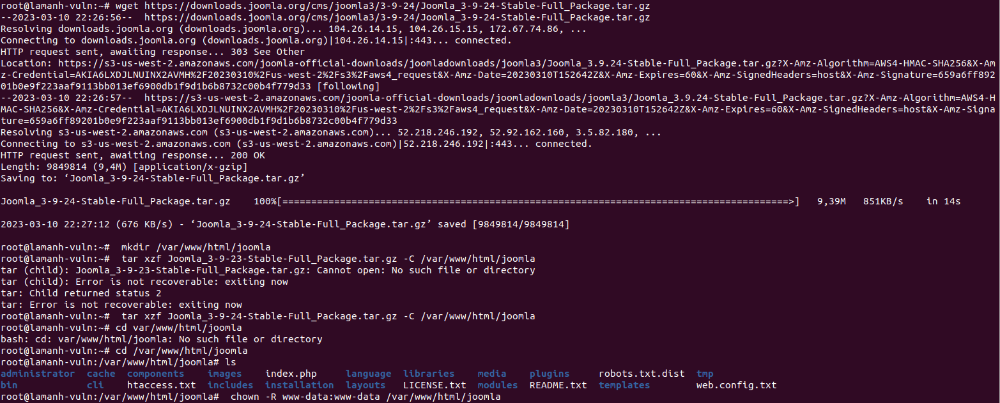 root@lamanh-vuln:~# wget https://downloads.joomla.org/cms/joomla3/3-9-24/Joomla_3-9-24-Stable-Full_Package.tar.gz
--2023-03-10 22:26:56--  https://downloads.joomla.org/cms/joomla3/3-9-24/Joomla_3-9-24-Stable-Full_Package.tar.gz
Resolving downloads.joomla.org (downloads.joomla.org)... 104.26.14.15, 104.26.15.15, 172.67.74.86, ...
Connecting to downloads.joomla.org (downloads.joomla.org)|104.26.14.15|:443... connected.
HTTP request sent, awaiting response... 303 See Other
Location: https://s3-us-west-2.amazonaws.com/joomla-official-downloads/joomladownloads/joomla3/Joomla_3.9.24-Stable-Full_Package.tar.gz?X-Amz-Algorithm=AWS4-HMAC-SHA256&X-Am
z-Credential=AKIA6LXDJLNUINX2AVMH%2F20230310%2Fus-west-2%2Fs3%2Faws4_request&X-Amz-Date=20230310T152642Z&X-Amz-Expires=60&X-Amz-SignedHeaders=host&X-Amz-Signature=659a6ff892
01b0e9f223aaf9113bb013ef6900db1f9d1b6b8732c00b4f779d33 [following]
--2023-03-10 22:26:57--  https://s3-us-west-2.amazonaws.com/joomla-official-downloads/joomladownloads/joomla3/Joomla_3.9.24-Stable-Full_Package.tar.gz?X-Amz-Algorithm=AWS4-H
MAC-SHA256&X-Amz-Credential=AKIA6LXDJLNUINX2AVMH%2F20230310%2Fus-west-2%2Fs3%2Faws4_request&X-Amz-Date=20230310T152642Z&X-Amz-Expires=60&X-Amz-SignedHeaders=host&X-Amz-Signa
ture=659a6ff89201b0e9f223aaf9113bb013ef6900db1f9d1b6b8732c00b4f779d33
Resolving s3-us-west-2.amazonaws.com (s3-us-west-2.amazonaws.com)... 52.218.246.192, 52.92.162.160, 3.5.82.180, ...
Connecting to s3-us-west-2.amazonaws.com (s3-us-west-2.amazonaws.com)|52.218.246.192|:443... connected.
HTTP request sent, awaiting response... 200 OK
Length: 9849814 (9,4M) [application/x-gzip]
Saving to: ‘Joomla_3-9-24-Stable-Full_Package.tar.gz’
Joomla_3-9-24-Stable-Full_Package.tar.gz    100%[========================================================================================>]   9,39M   851KB/s    in 14s
2023-03-10 22:27:12 (676 KB/s) - ‘Joomla_3-9-24-Stable-Full_Package.tar.gz’ saved [9849814/9849814]
root@lamanh-vuln:~#  mkdir /var/www/html/joomla
root@lamanh-vuln:~#  tar xzf Joomla_3-9-23-Stable-Full_Package.tar.gz -C /var/www/html/joomla
tar (child): Joomla_3-9-23-Stable-Full_Package.tar.gz: Cannot open: No such file or directory
tar (child): Error is not recoverable: exiting now
tar: Child returned status 2
tar: Error is not recoverable: exiting now
root@lamanh-vuln:~#  tar xzf Joomla_3-9-24-Stable-Full_Package.tar.gz -C /var/www/html/joomla
root@lamanh-vuln:~# cd var/www/html/joomla
bash: cd: var/www/html/joomla: No such file or directory
root@lamanh-vuln:~# cd /var/www/html/joomla
root@lamanh-vuln:/var/www/html/joomla# ls
administrator  cache  components    images    index.php     language  libraries    media    plugins     robots.txt.dist  tmp
bin            cli    htaccess.txt  includes  installation  layouts   LICENSE.txt  modules  README.txt  templates        web.config.txt
root@lamanh-vuln:/var/www/html/joomla#  chown -R www-data:www-data /var/www/html/joomla